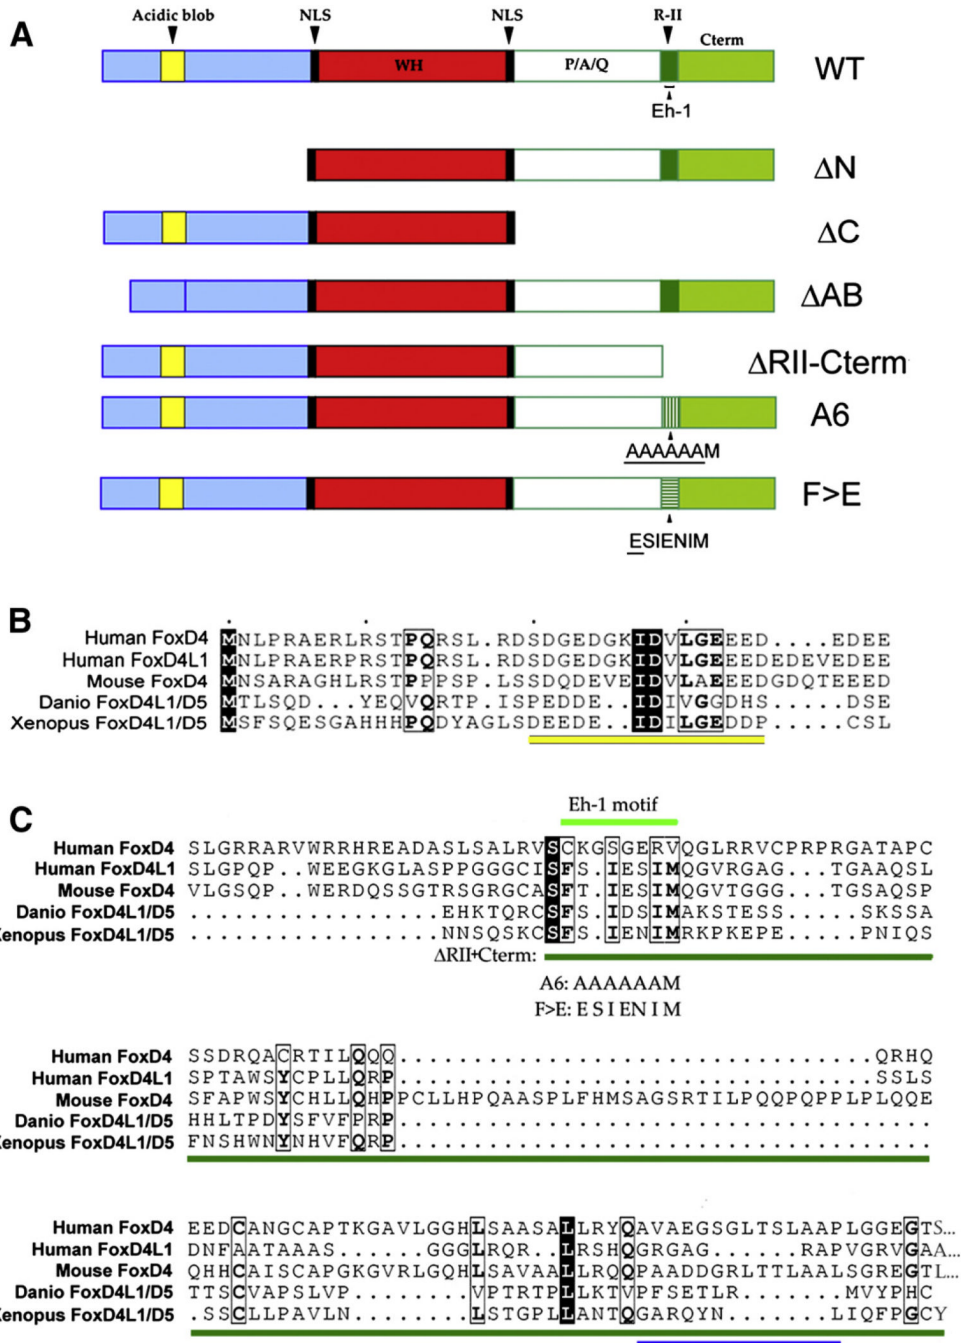 A
Acidic blob NLS NLS R-II
Cterm
WH P/A/Q WT
Eh-1
ΔN
ΔC
ΔAB
ΔRII-Cterm
A6
AAAAAAM
F>E
ESIENIM
B
Human FoxD4 MNLPRAERLRSTPQRSL.RDSDGEDGKIDVLGEEED....EDEE
Human FoxD4L1 MNLPRAERPRSTPQRSL.RDSDGEDGKIDVLGEEEDEDEVEDEE
Mouse FoxD4 MNSARAGHLRSTPPPSP.LSSDQDEVEIDVLAEEEDGDQTEEED
Danio FoxD4L1/D5 MTLSQD...YEQVQRTP.ISPEDDE..IDIVGGDHS.....DSE
Xenopus FoxD4L1/D5 MSFSQESGAHHHPQDYAGLSDEEDE..IDILGEDDP.....CSL
C
Eh-1 motif
Human FoxD4 SLGRRARVWRRHREADASLSALRVSCKGSGERVQGLRRVCPRPRGATAPC
Human FoxD4L1 SLGPQP..WEEGKGLASPPGGGCISFS.IESIMQGVRGAG...TGAAQSL
Mouse FoxD4 VLGSQP..WERDQSSGTRSGRGCASFT.IESIMQGVTGGG...TGSAQSP
Danio FoxD4L1/D5 .................EHKTQRCSFS.IDSIMAKSTESS.....SKSSA
Xenopus FoxD4L1/D5 .................NNSQSKCSFS.IENIMRKPKEPE.....PNIQS
ΔRII+Cterm:
A6: AAAAAAM
F>E: ESIENIM
Human FoxD4 SSDRQACRTILQQQ................................QRHQ
Human FoxD4L1 SPTAWSYCPLLQRP................................SSLS
Mouse FoxD4 SFAPWSYCHLLQHPPCLLHPQAASPLFHMSAGSRTILPQQPQPPLPLQQE
Danio FoxD4L1/D5 HHLTPDYSFVFPRP....................................
Xenopus FoxD4L1/D5 FNSHWNYNHVFQRP....................................
Human FoxD4 EEDCANGCAPTKGAVLGGHLSAASALLRYQAVAEGSGLTSLAAPLGGEGTS...
Human FoxD4L1 DNFAATAAAS......GGGLRQR..LRSHQGRGAG......RAPVGRVGAA...
Mouse FoxD4 QHHCAISCAPGKGVRLGQHLSAVAALLRQQPAADDGRLTTLAALSGREGTL...
Danio FoxD4L1/D5 TTSCVAPSLVP........VPTRTPLLKTVPFSETLR.......MVYPHC
Xenopus FoxD4L1/D5 .SSCLLPAVLN........LSTGPLLANTQGARQYN........LIQFPGCY